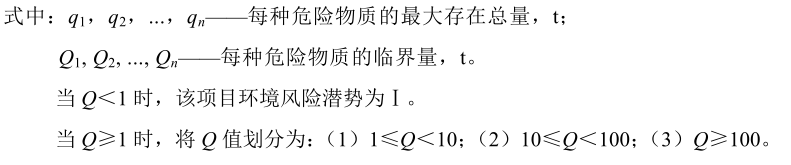 式中：q1，q2，...，qn——每种危险物质的最大存在总量，t；
Q1, Q2, ..., Qn——每种危险物质的临界量，t。
当 Q＜1 时，该项目环境风险潜势为Ⅰ。
当 Q≥1 时，将 Q 值划分为：（1）1≤Q＜10；（2）10≤Q＜100；（3）Q≥100。